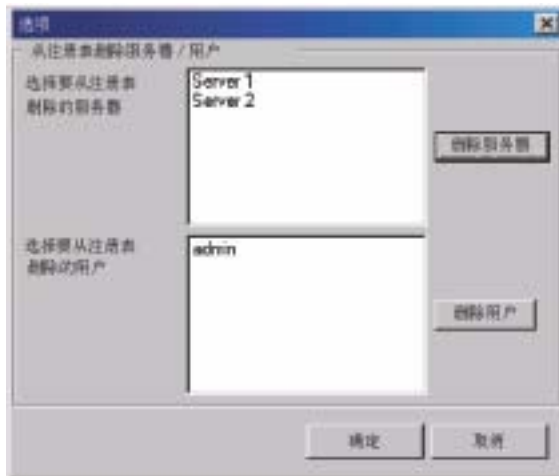 选项
从注册表删除服务器 / 用户
选择要从注册表
删除的服务器
Server 1
Server 2
删除服务器
选择要从注册表
删除的用户
admin
删除用户
确定
取消